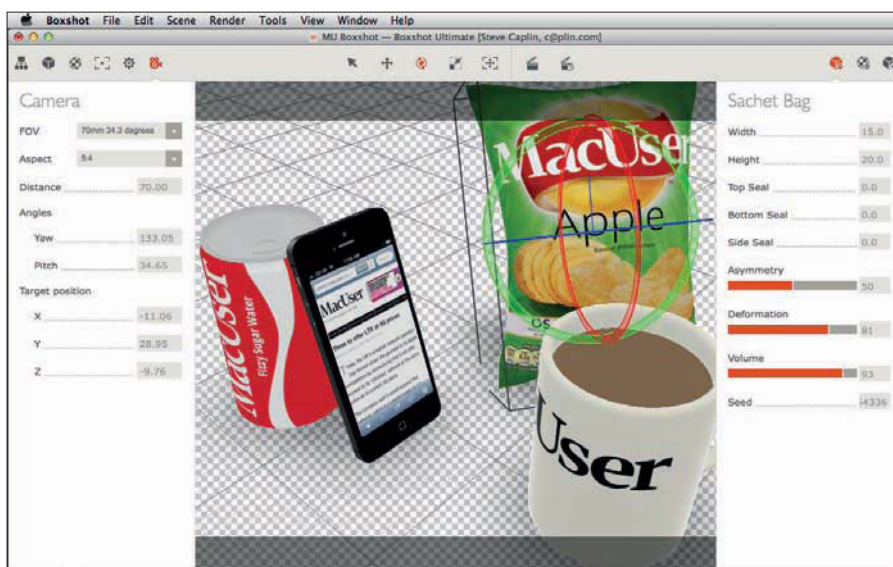 Boxshot File Edit Scene Render Tools View Window Help
MU Boxshot — Boxshot Ultimate [Steve Caplin, c@plin.com]
Camera
FOV 70mm 24.3 degrees
Aspect 5:4
Distance 70.00
Angles
Yaw 133.05
Pitch 34.65
Target position
X -11.06
Y 28.95
Z -9.76
MacUser
Fizzy Sugar Water
MacUser
MacUser
Apple
User
Sachet Bag
Width 15.0
Height 20.0
Top Seal 0.0
Bottom Seal 0.0
Side Seal 0.0
Asymmetry
50
Deformation
81
Volume
93
Seed 4336